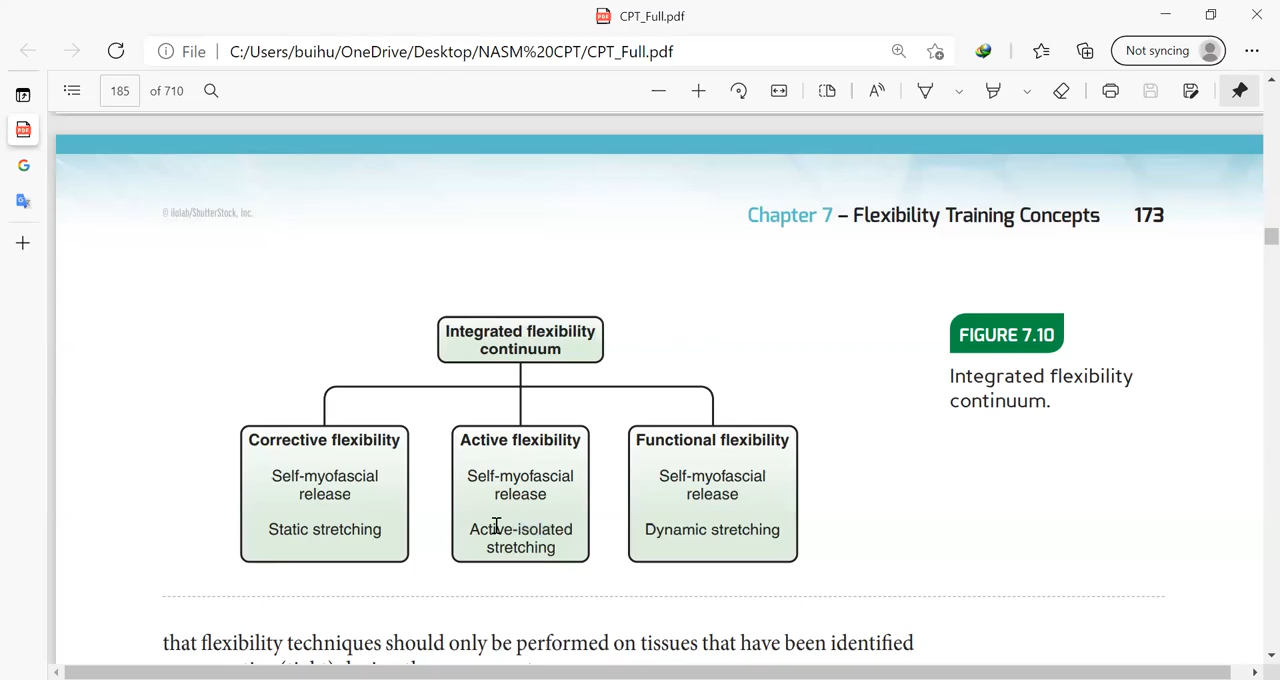 CPT_Full.pdf
File C:/Users/buihu/OneDrive/Desktop/NASM%20CPT/CPT_Full.pdf
Not syncing
185 of 710
© ilolab/ShutterStock, Inc.
Chapter 7 – Flexibility Training Concepts 173
Integrated flexibility
continuum
Corrective flexibility
Self-myofascial
release
Static stretching
Active flexibility
Self-myofascial
release
Active-isolated
stretching
Functional flexibility
Self-myofascial
release
Dynamic stretching
FIGURE 7.10
Integrated flexibility
continuum.
that flexibility techniques should only be performed on tissues that have been identified